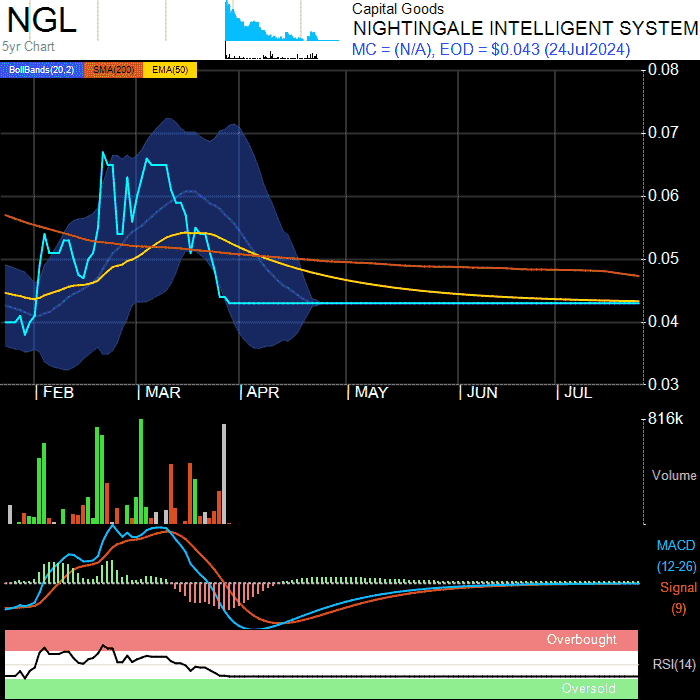 NGL
5yr Chart
Capital Goods
NIGHTINGALE INTELLIGENT SYSTEM
MC = (N/A), EOD = $0.043 (24Jul2024)
BollBands(20,2) SMA(200) EMA(50)
0.08
0.07
0.06
0.05
0.04
0.03
FEB MAR APR MAY JUN JUL
816k
Volume
MACD
(12-26)
Signal
(9)
Overbought
RSI(14)
Oversold